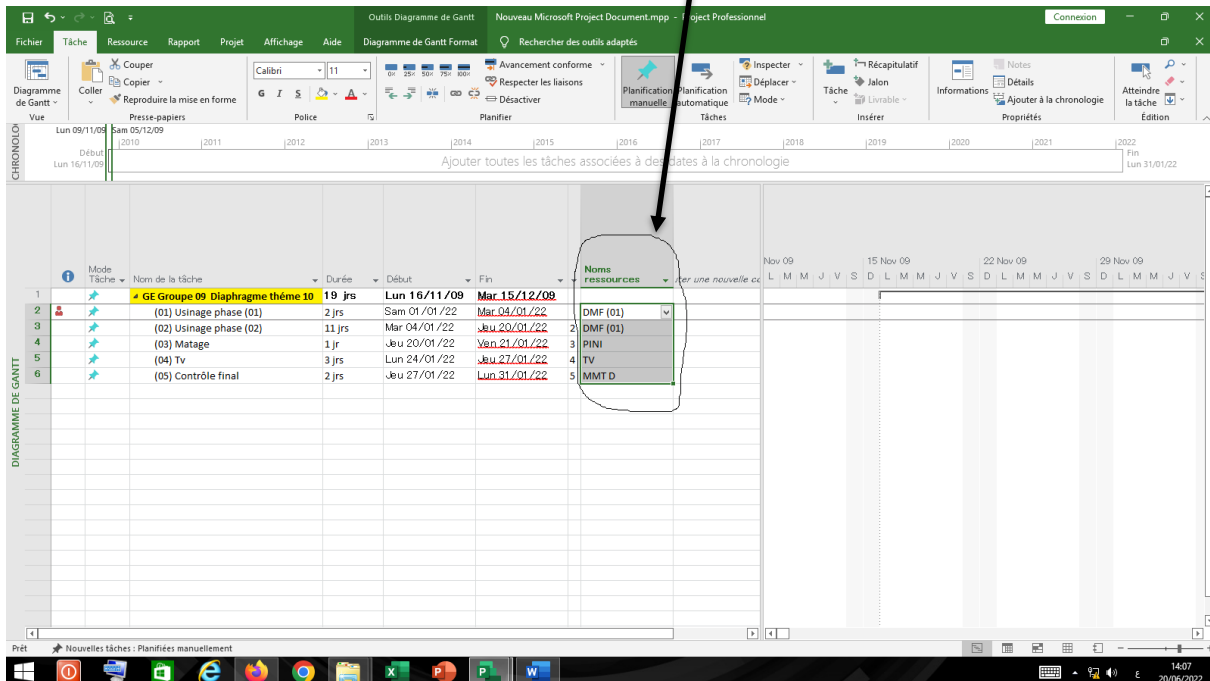 Outils Diagramme de Gantt Nouveau Microsoft Project Document.mpp - Project Professionnel Connexion
Fichier Tâche Ressource Rapport Projet Affichage Aide Diagramme de Gantt Format Rechercher des outils adaptés
Diagramme de Gantt
Vue
Coller
Couper
Copier
Reproduire la mise en forme
Presse-papiers
Calibri 11
G I S A
Police
0% 25% 50% 75% 100%
Avancement conforme
Respecter les liaisons
Désactiver
Planifier
Planification manuelle
Planification automatique
Inspecter
Déplacer
Mode
Tâches
Tâche
Récapitulatif
Jalon
Livrable
Insérer
Informations
Notes
Détails
Ajouter à la chronologie
Propriétés
Atteindre la tâche
Édition
CHRONOLO
Lun 09/11/09 Sam 05/12/09
2010 2011 2012 2013 2014 2015 2016 2017 2018 2019 2020 2021 2022
Début
Lun 16/11/09
Ajouter toutes les tâches associées à des dates à la chronologie
Fin
Lun 31/01/22
Mode Tâche Nom de la tâche Durée Début Fin Noms ressources
Nov 09 15 Nov 09 22 Nov 09 29 Nov 09
L M M J V S D L M M J V S D L M M J V S D L M M J V S
1 GE Groupe 09 Diaphragme théme 10 19 jrs Lun 16/11/09 Mar 15/12/09
2 (01) Usinage phase (01) 2 jrs Sam 01/01/22 Mar 04/01/22 DMF (01)
3 (02) Usinage phase (02) 11 jrs Mar 04/01/22 Jeu 20/01/22 2 DMF (01)
4 (03) Matage 1 jr Jeu 20/01/22 Ven 21/01/22 3 PINI
5 (04) Tv 3 jrs Lun 24/01/22 Jeu 27/01/22 4 TV
6 (05) Contrôle final 2 jrs Jeu 27/01/22 Lun 31/01/22 5 MMT D
DIAGRAMME DE GANTT
Prêt Nouvelles tâches : Planifiées manuellement
14:07
20/06/2022